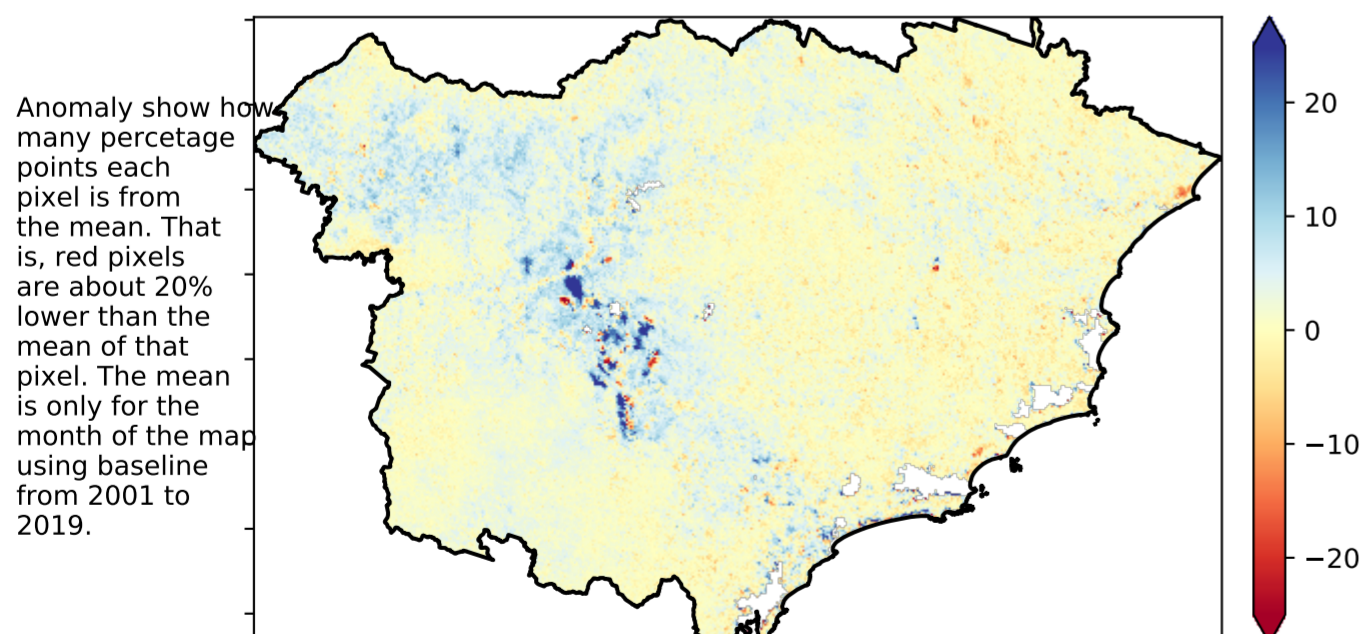 Anomaly show how
many percetage
points each
pixel is from
the mean. That
is, red pixels
are about 20%
lower than the
mean of that
pixel. The mean
is only for the
month of the map
using baseline
from 2001 to
2019.
20
10
0
−10
−20